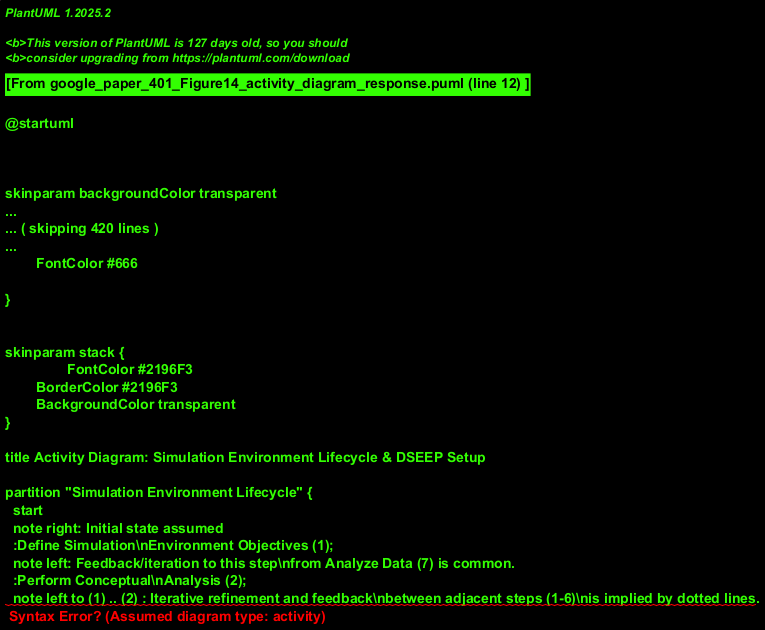 PlantUML 1.2025.2
<b>This version of PlantUML is 127 days old, so you should
<b>consider upgrading from https://plantuml.com/download
[From google_paper_401_Figure14_activity_diagram_response.puml (line 12) ]
@startuml
skinparam backgroundColor transparent
...
... ( skipping 420 lines )
...
FontColor #666
}
skinparam stack {
FontColor #2196F3
BorderColor #2196F3
BackgroundColor transparent
}
title Activity Diagram: Simulation Environment Lifecycle & DSEEP Setup
partition "Simulation Environment Lifecycle" {
start
note right: Initial state assumed
:Define Simulation\nEnvironment Objectives (1);
note left: Feedback/iteration to this step\nfrom Analyze Data (7) is common.
:Perform Conceptual\nAnalysis (2);
note left to (1) .. (2) : Iterative refinement and feedback\nbetween adjacent steps (1-6)\nis implied by dotted lines.
Syntax Error? (Assumed diagram type: activity)